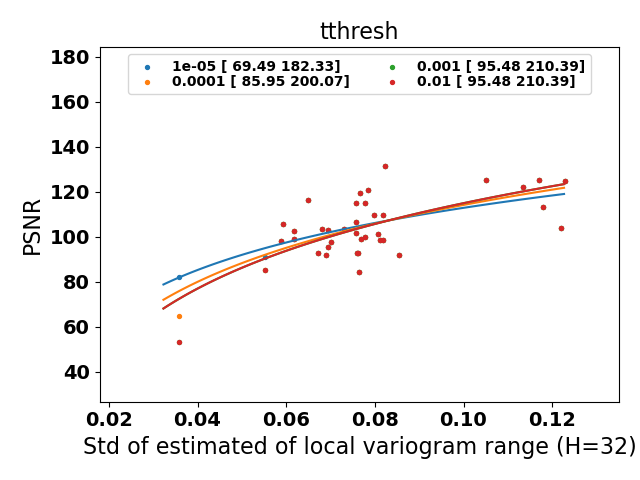 tthresh
1e-05 [ 69.49 182.33]
0.0001 [ 85.95 200.07]
0.001 [ 95.48 210.39]
0.01 [ 95.48 210.39]
PSNR
180
160
140
120
100
80
60
40
0.02 0.04 0.06 0.08 0.10 0.12
Std of estimated of local variogram range (H=32)